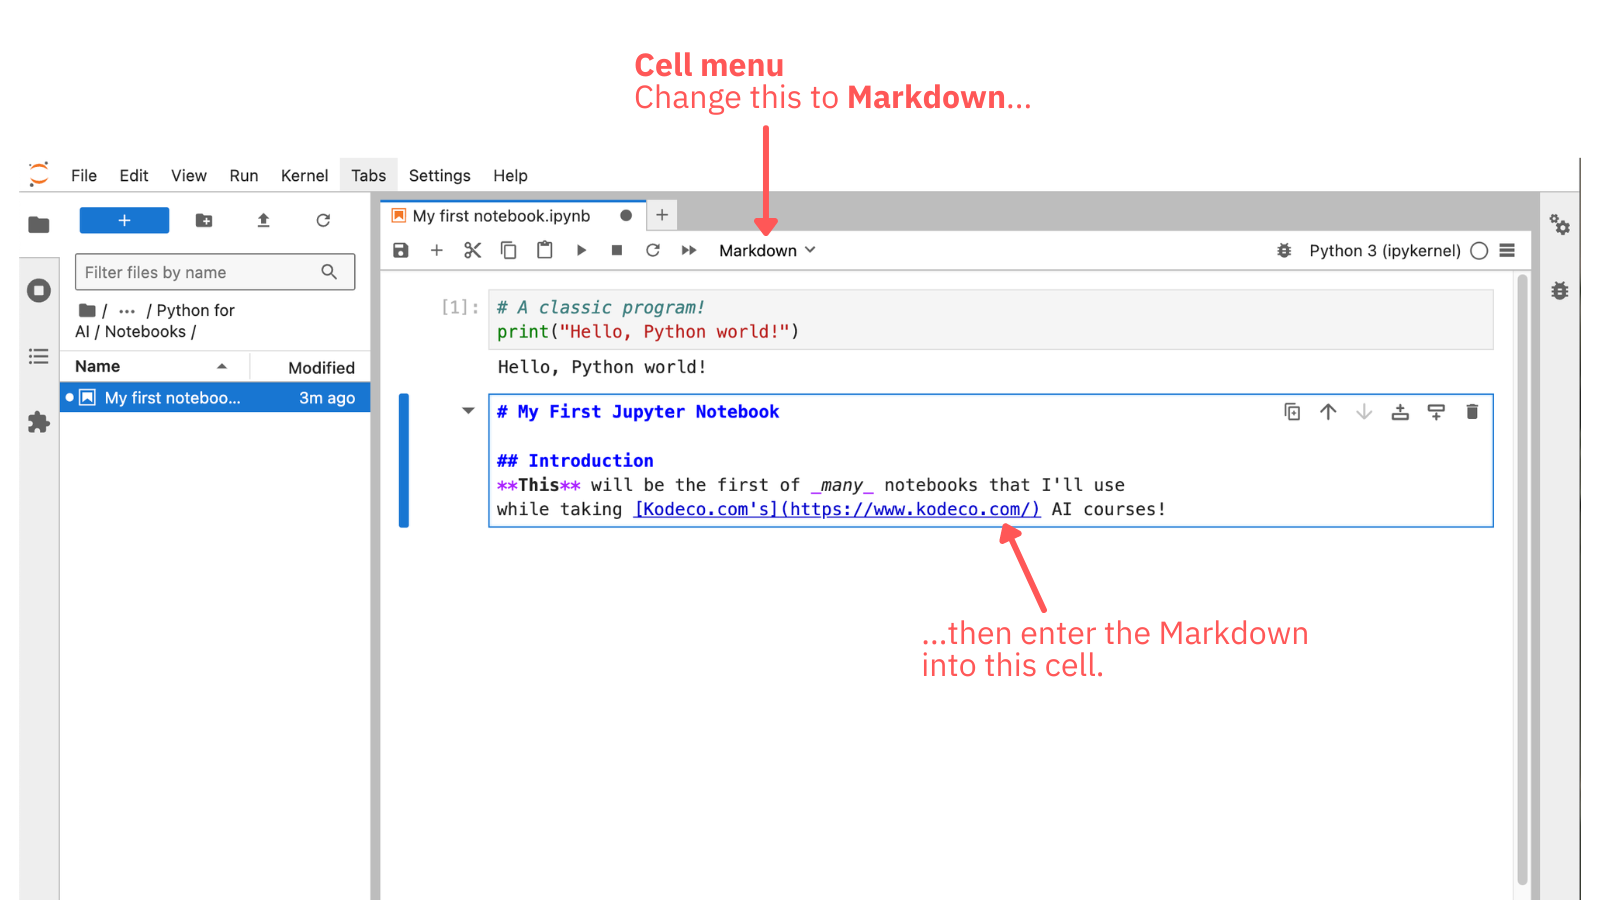 Cell menu
Change this to Markdown...
File Edit View Run Kernel Tabs Settings Help
+
My first notebook.ipynb
+
Markdown
Python 3 (ipykernel)
Filter files by name
/ ... / Python for
AI / Notebooks /
Name Modified
My first noteboo... 3m ago
[1]: # A classic program!
print("Hello, Python world!")
Hello, Python world!
# My First Jupyter Notebook
## Introduction
**This** will be the first of _many_ notebooks that I'll use
while taking [Kodeco.com's](https://www.kodeco.com/) AI courses!
...then enter the Markdown
into this cell.